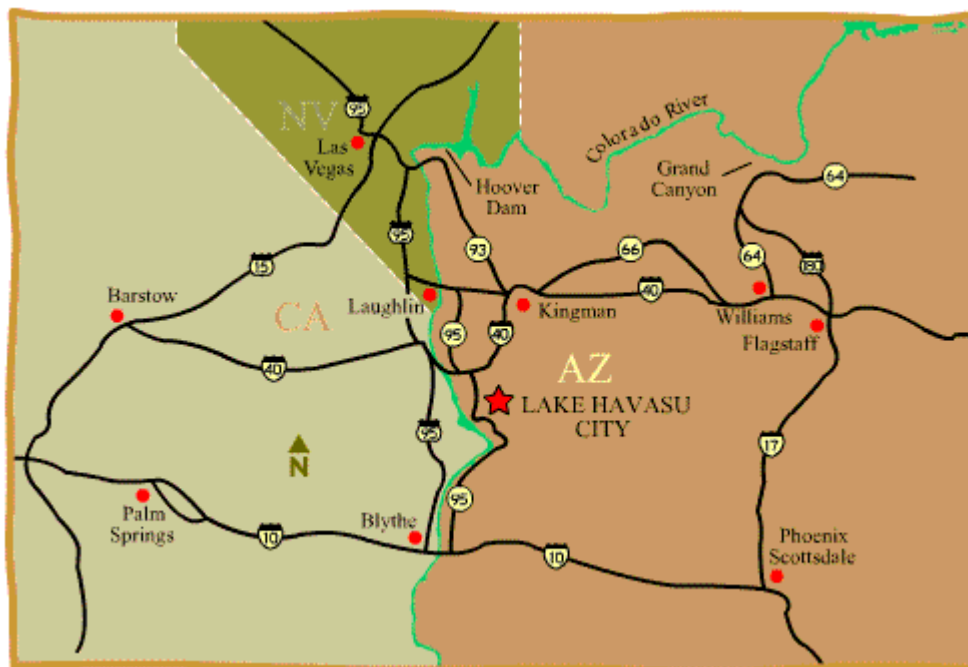 95
NV
Las
Vegas
Colorado River
Grand
Canyon
64
Hoover
Dam
95
93
66
64
180
15
Barstow
CA
Laughlin
Kingman
40
Williams
Flagstaff
95
40
40
AZ
LAKE HAVASU
CITY
95
N
17
95
Palm
Springs
Blythe
10
10
Phoenix
Scottsdale